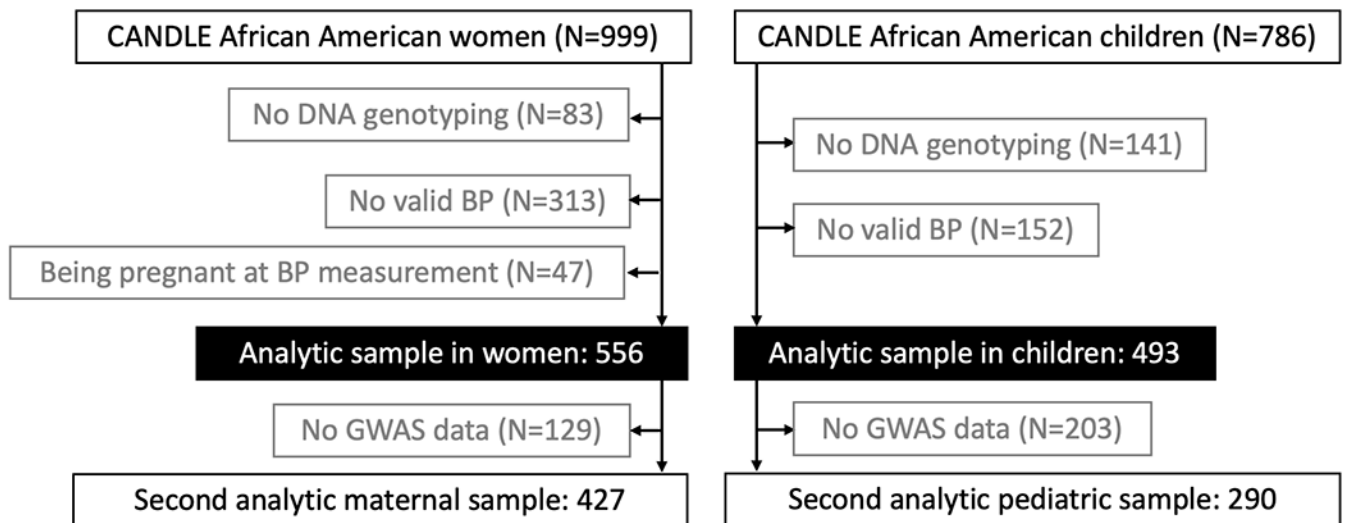 CANDLE African American women (N=999)
No DNA genotyping (N=83)
No valid BP (N=313)
Being pregnant at BP measurement (N=47)
Analytic sample in women: 556
No GWAS data (N=129)
Second analytic maternal sample: 427
CANDLE African American children (N=786)
No DNA genotyping (N=141)
No valid BP (N=152)
Analytic sample in children: 493
No GWAS data (N=203)
Second analytic pediatric sample: 290